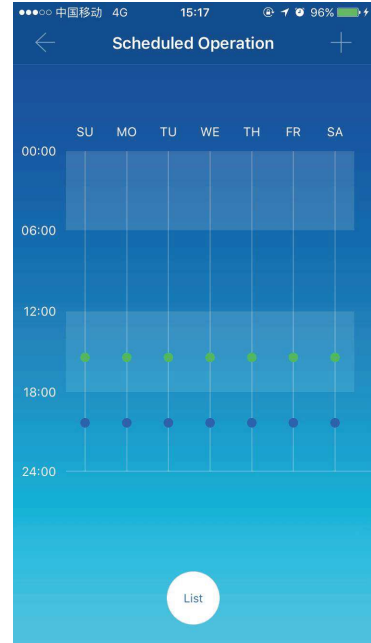 中国移动 4G 15:17 96%
Scheduled Operation
SU MO TU WE TH FR SA
00:00
06:00
12:00
18:00
24:00
List